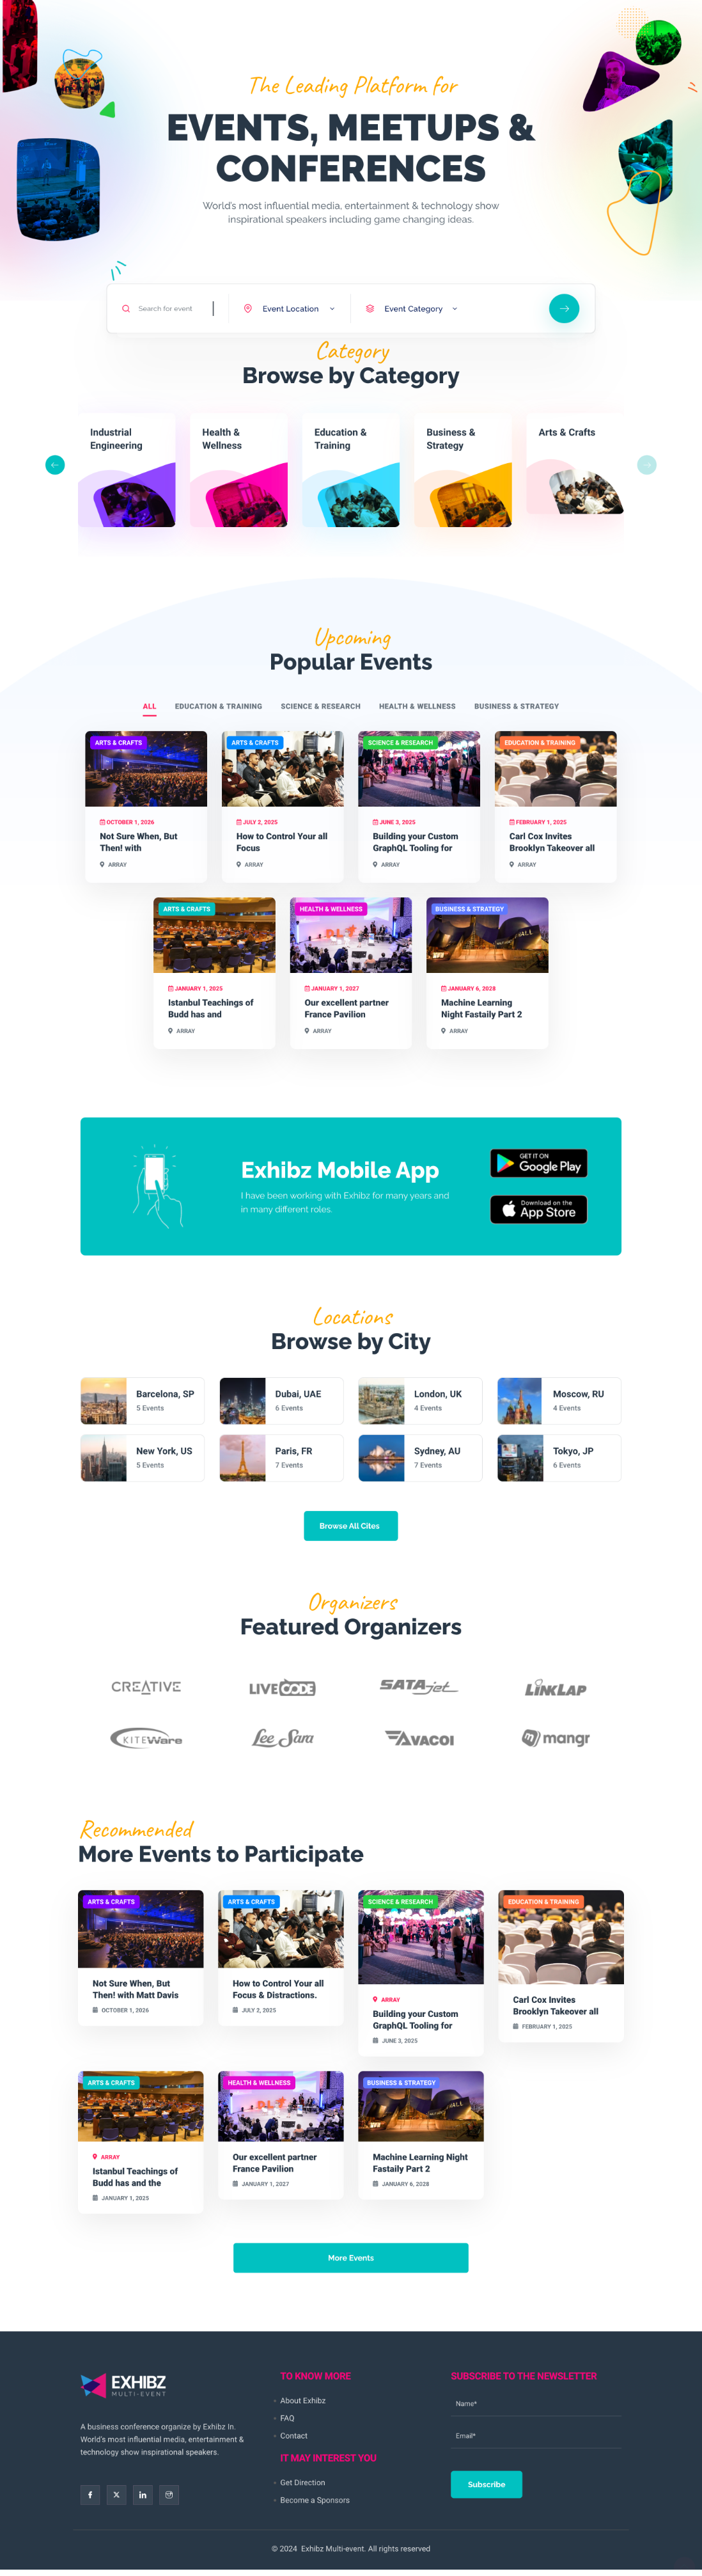 The Leading Platform for
EVENTS, MEETUPS &
CONFERENCES
World's most influential media, entertainment & technology show
inspirational speakers including game changing ideas.
Search for event
Event Location
Event Category
Category
Browse by Category
Industrial
Engineering
Health &
Wellness
Education &
Training
Business &
Strategy
Arts & Crafts
Upcoming
Popular Events
ALL
EDUCATION & TRAINING
SCIENCE & RESEARCH
HEALTH & WELLNESS
BUSINESS & STRATEGY
ARTS & CRAFTS
OCTOBER 1, 2026
Not Sure When, But
Then! with
ARRAY
ARTS & CRAFTS
JULY 2, 2025
How to Control Your all
Focus
ARRAY
SCIENCE & RESEARCH
JUNE 3, 2025
Building your Custom
GraphQL Tooling for
ARRAY
EDUCATION & TRAINING
FEBRUARY 1, 2025
Carl Cox Invites
Brooklyn Takeover all
ARRAY
ARTS & CRAFTS
JANUARY 1, 2025
Istanbul Teachings of
Budd has and
ARRAY
HEALTH & WELLNESS
JANUARY 1, 2027
Our excellent partner
France Pavilion
ARRAY
BUSINESS & STRATEGY
JANUARY 6, 2028
Machine Learning
Night Fastaily Part 2
ARRAY
Exhibz Mobile App
I have been working with Exhibz for many years and
in many different roles.
GET IT ON
Google Play
Download on the
App Store
Locations
Browse by City
Barcelona, SP
5 Events
Dubai, UAE
6 Events
London, UK
4 Events
Moscow, RU
4 Events
New York, US
5 Events
Paris, FR
7 Events
Sydney, AU
7 Events
Tokyo, JP
6 Events
Browse All Cites
Organizers
Featured Organizers
CREATIVE
LIVECODE
SATAjet
LINKLAP
KITEWare
Lee Sara
AVACOI
mangr
Recommended
More Events to Participate
ARTS & CRAFTS
Not Sure When, But
Then! with Matt Davis
OCTOBER 1, 2026
ARTS & CRAFTS
How to Control Your all
Focus & Distractions.
JULY 2, 2025
SCIENCE & RESEARCH
ARRAY
Building your Custom
GraphQL Tooling for
JUNE 3, 2025
EDUCATION & TRAINING
Carl Cox Invites
Brooklyn Takeover all
FEBRUARY 1, 2025
ARTS & CRAFTS
ARRAY
Istanbul Teachings of
Budd has and the
JANUARY 1, 2025
HEALTH & WELLNESS
Our excellent partner
France Pavilion
JANUARY 1, 2027
BUSINESS & STRATEGY
Machine Learning Night
Fastaily Part 2
JANUARY 6, 2028
More Events
EXHIBZ
MULTI-EVENT
A business conference organize by Exhibz In.
World's most influential media, entertainment &
technology show inspirational speakers.
TO KNOW MORE
About Exhibz
FAQ
Contact
IT MAY INTEREST YOU
Get Direction
Become a Sponsors
SUBSCRIBE TO THE NEWSLETTER
Name*
Email*
Subscribe
© 2024 Exhibz Multi-event. All rights reserved